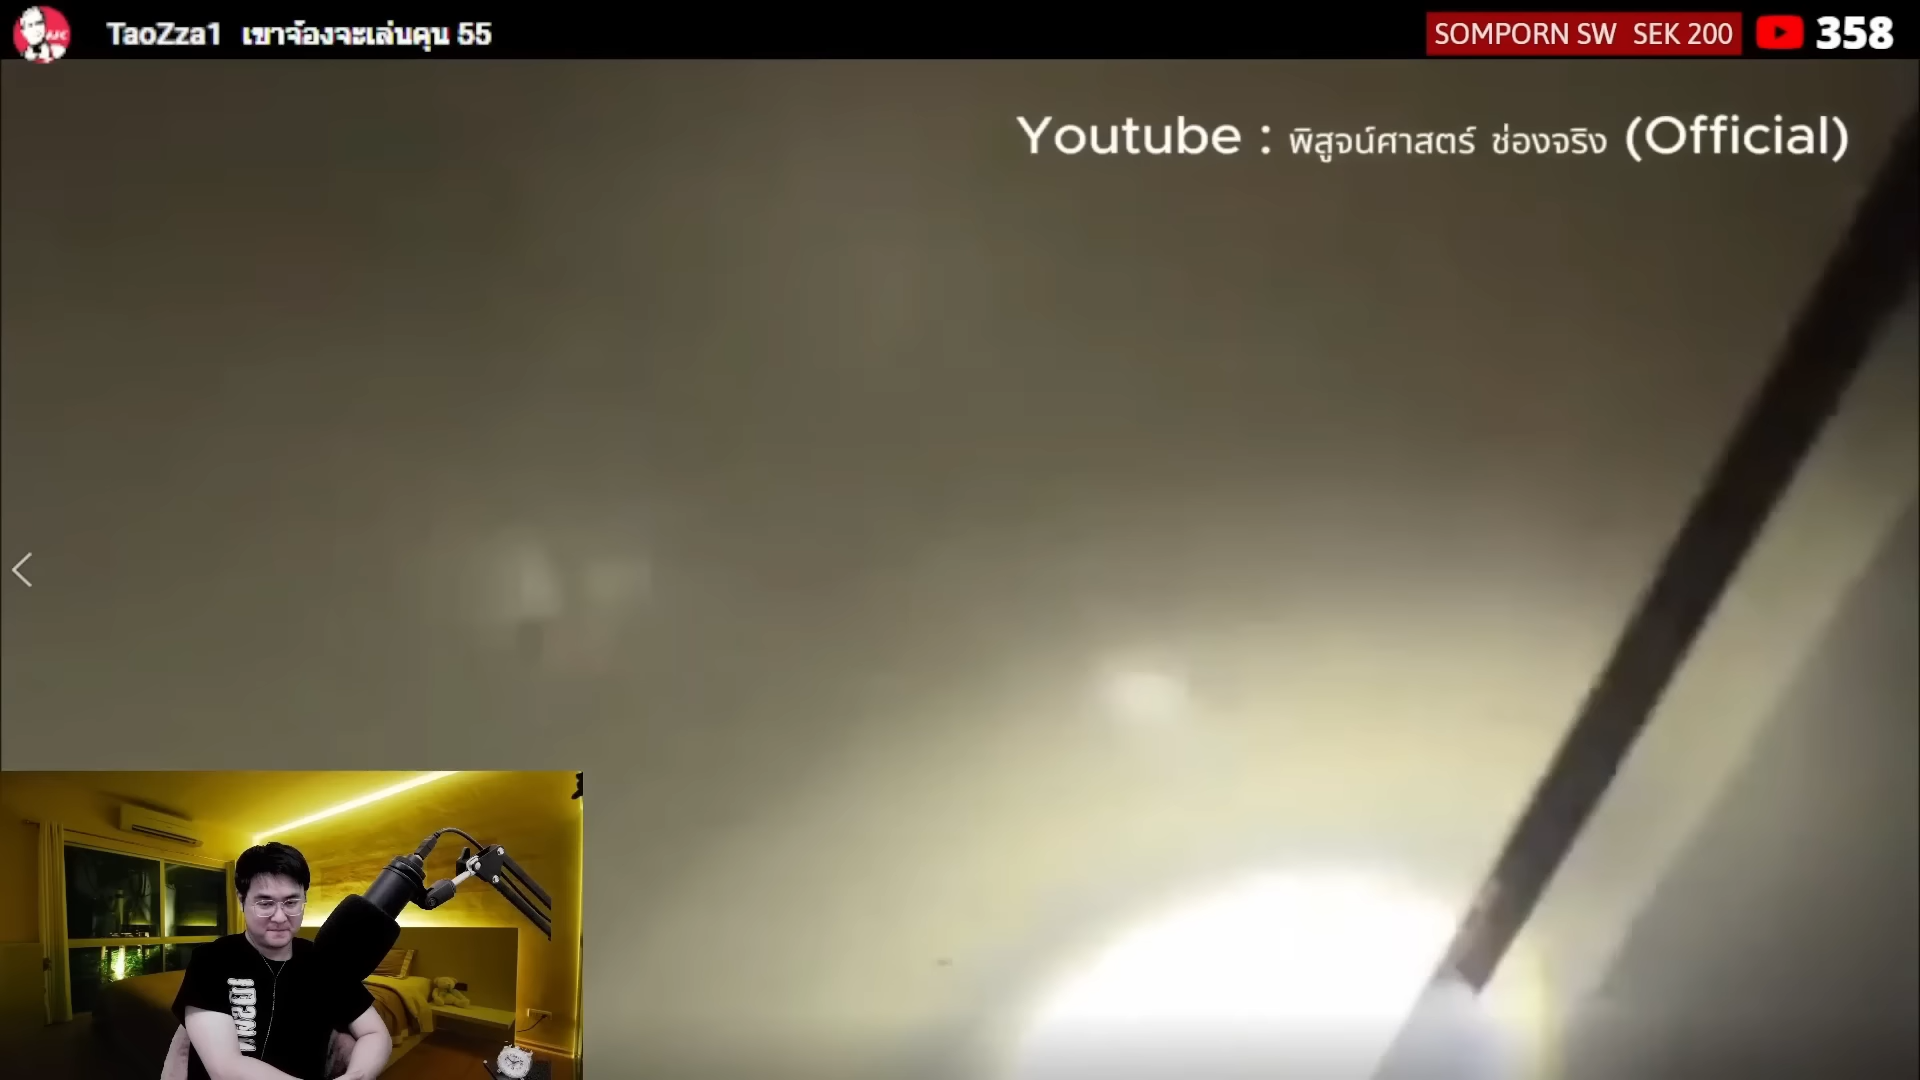 TaoZza1 เขาจ้องจะเล่นคุน 55
SOMPORN SW SEK 200
358
Youtube : พิสูจน์ศาสตร์ ช่องจริง (Official)